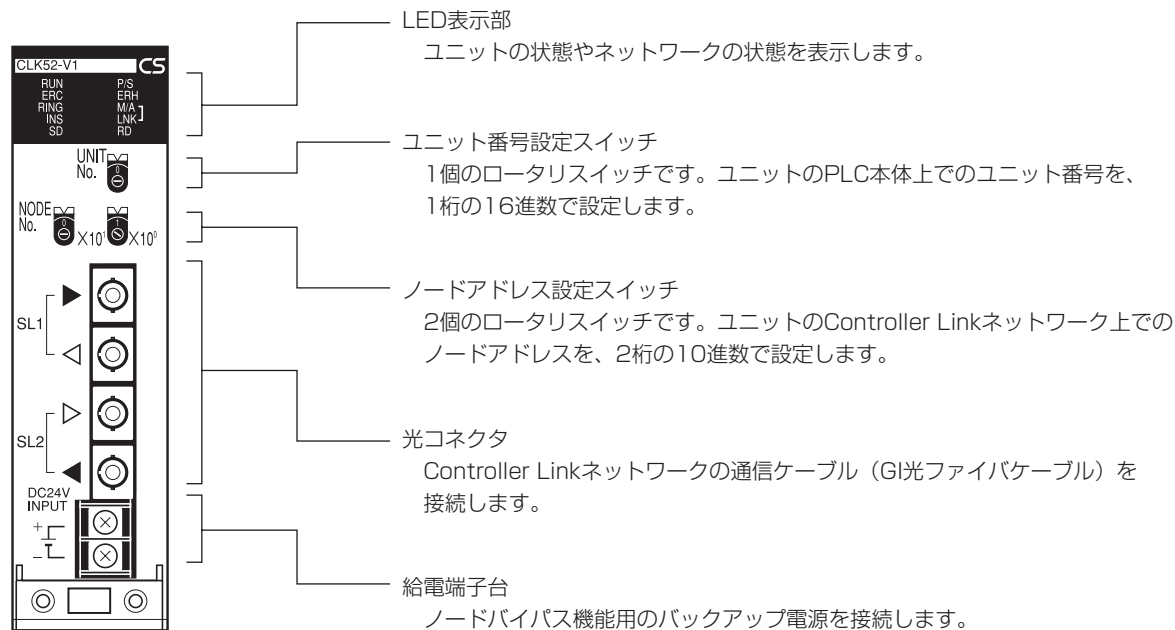 CLK52-V1 CS
RUN P/S
ERC ERH
RING M/A
INS LNK
SD RD
UNIT
No.
0
NODE
No.
0 ×10¹ 1 ×10⁰
SL1
SL2
DC24V
INPUT
+
−
LED表示部
ユニットの状態やネットワークの状態を表示します。
ユニット番号設定スイッチ
1個のロータリスイッチです。ユニットのPLC本体上でのユニット番号を、
1桁の16進数で設定します。
ノードアドレス設定スイッチ
2個のロータリスイッチです。ユニットのController Linkネットワーク上での
ノードアドレスを、2桁の10進数で設定します。
光コネクタ
Controller Linkネットワークの通信ケーブル（GI光ファイバケーブル）を
接続します。
給電端子台
ノードバイパス機能用のバックアップ電源を接続します。